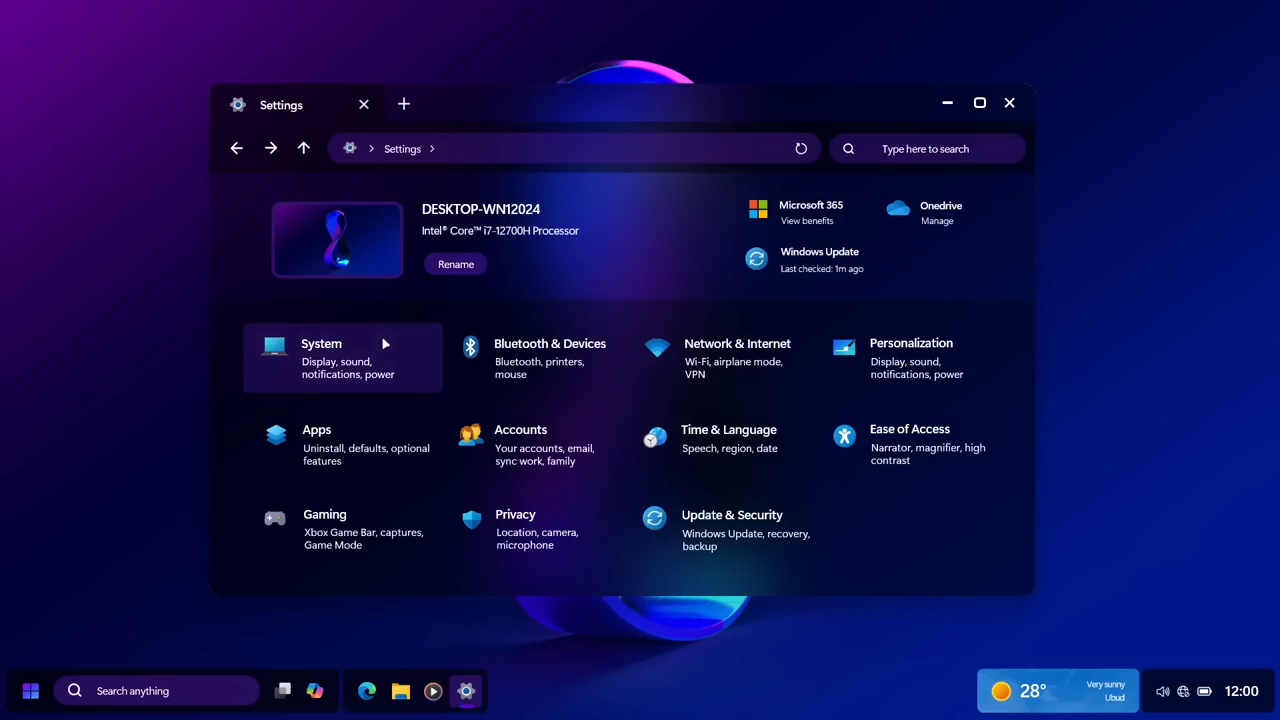 Settings
Settings
Type here to search
DESKTOP-WN12024
Intel® Core™ i7-12700H Processor
Rename
Microsoft 365
View benefits
Onedrive
Manage
Windows Update
Last checked: 1m ago
System
Display, sound,
notifications, power
Bluetooth & Devices
Bluetooth, printers,
mouse
Network & Internet
Wi-Fi, airplane mode,
VPN
Personalization
Display, sound,
notifications, power
Apps
Uninstall, defaults, optional
features
Accounts
Your accounts, email,
sync work, family
Time & Language
Speech, region, date
Ease of Access
Narrator, magnifier, high
contrast
Gaming
Xbox Game Bar, captures,
Game Mode
Privacy
Location, camera,
microphone
Update & Security
Windows Update, recovery,
backup
Search anything
28°
Very sunny
Ubud
12:00